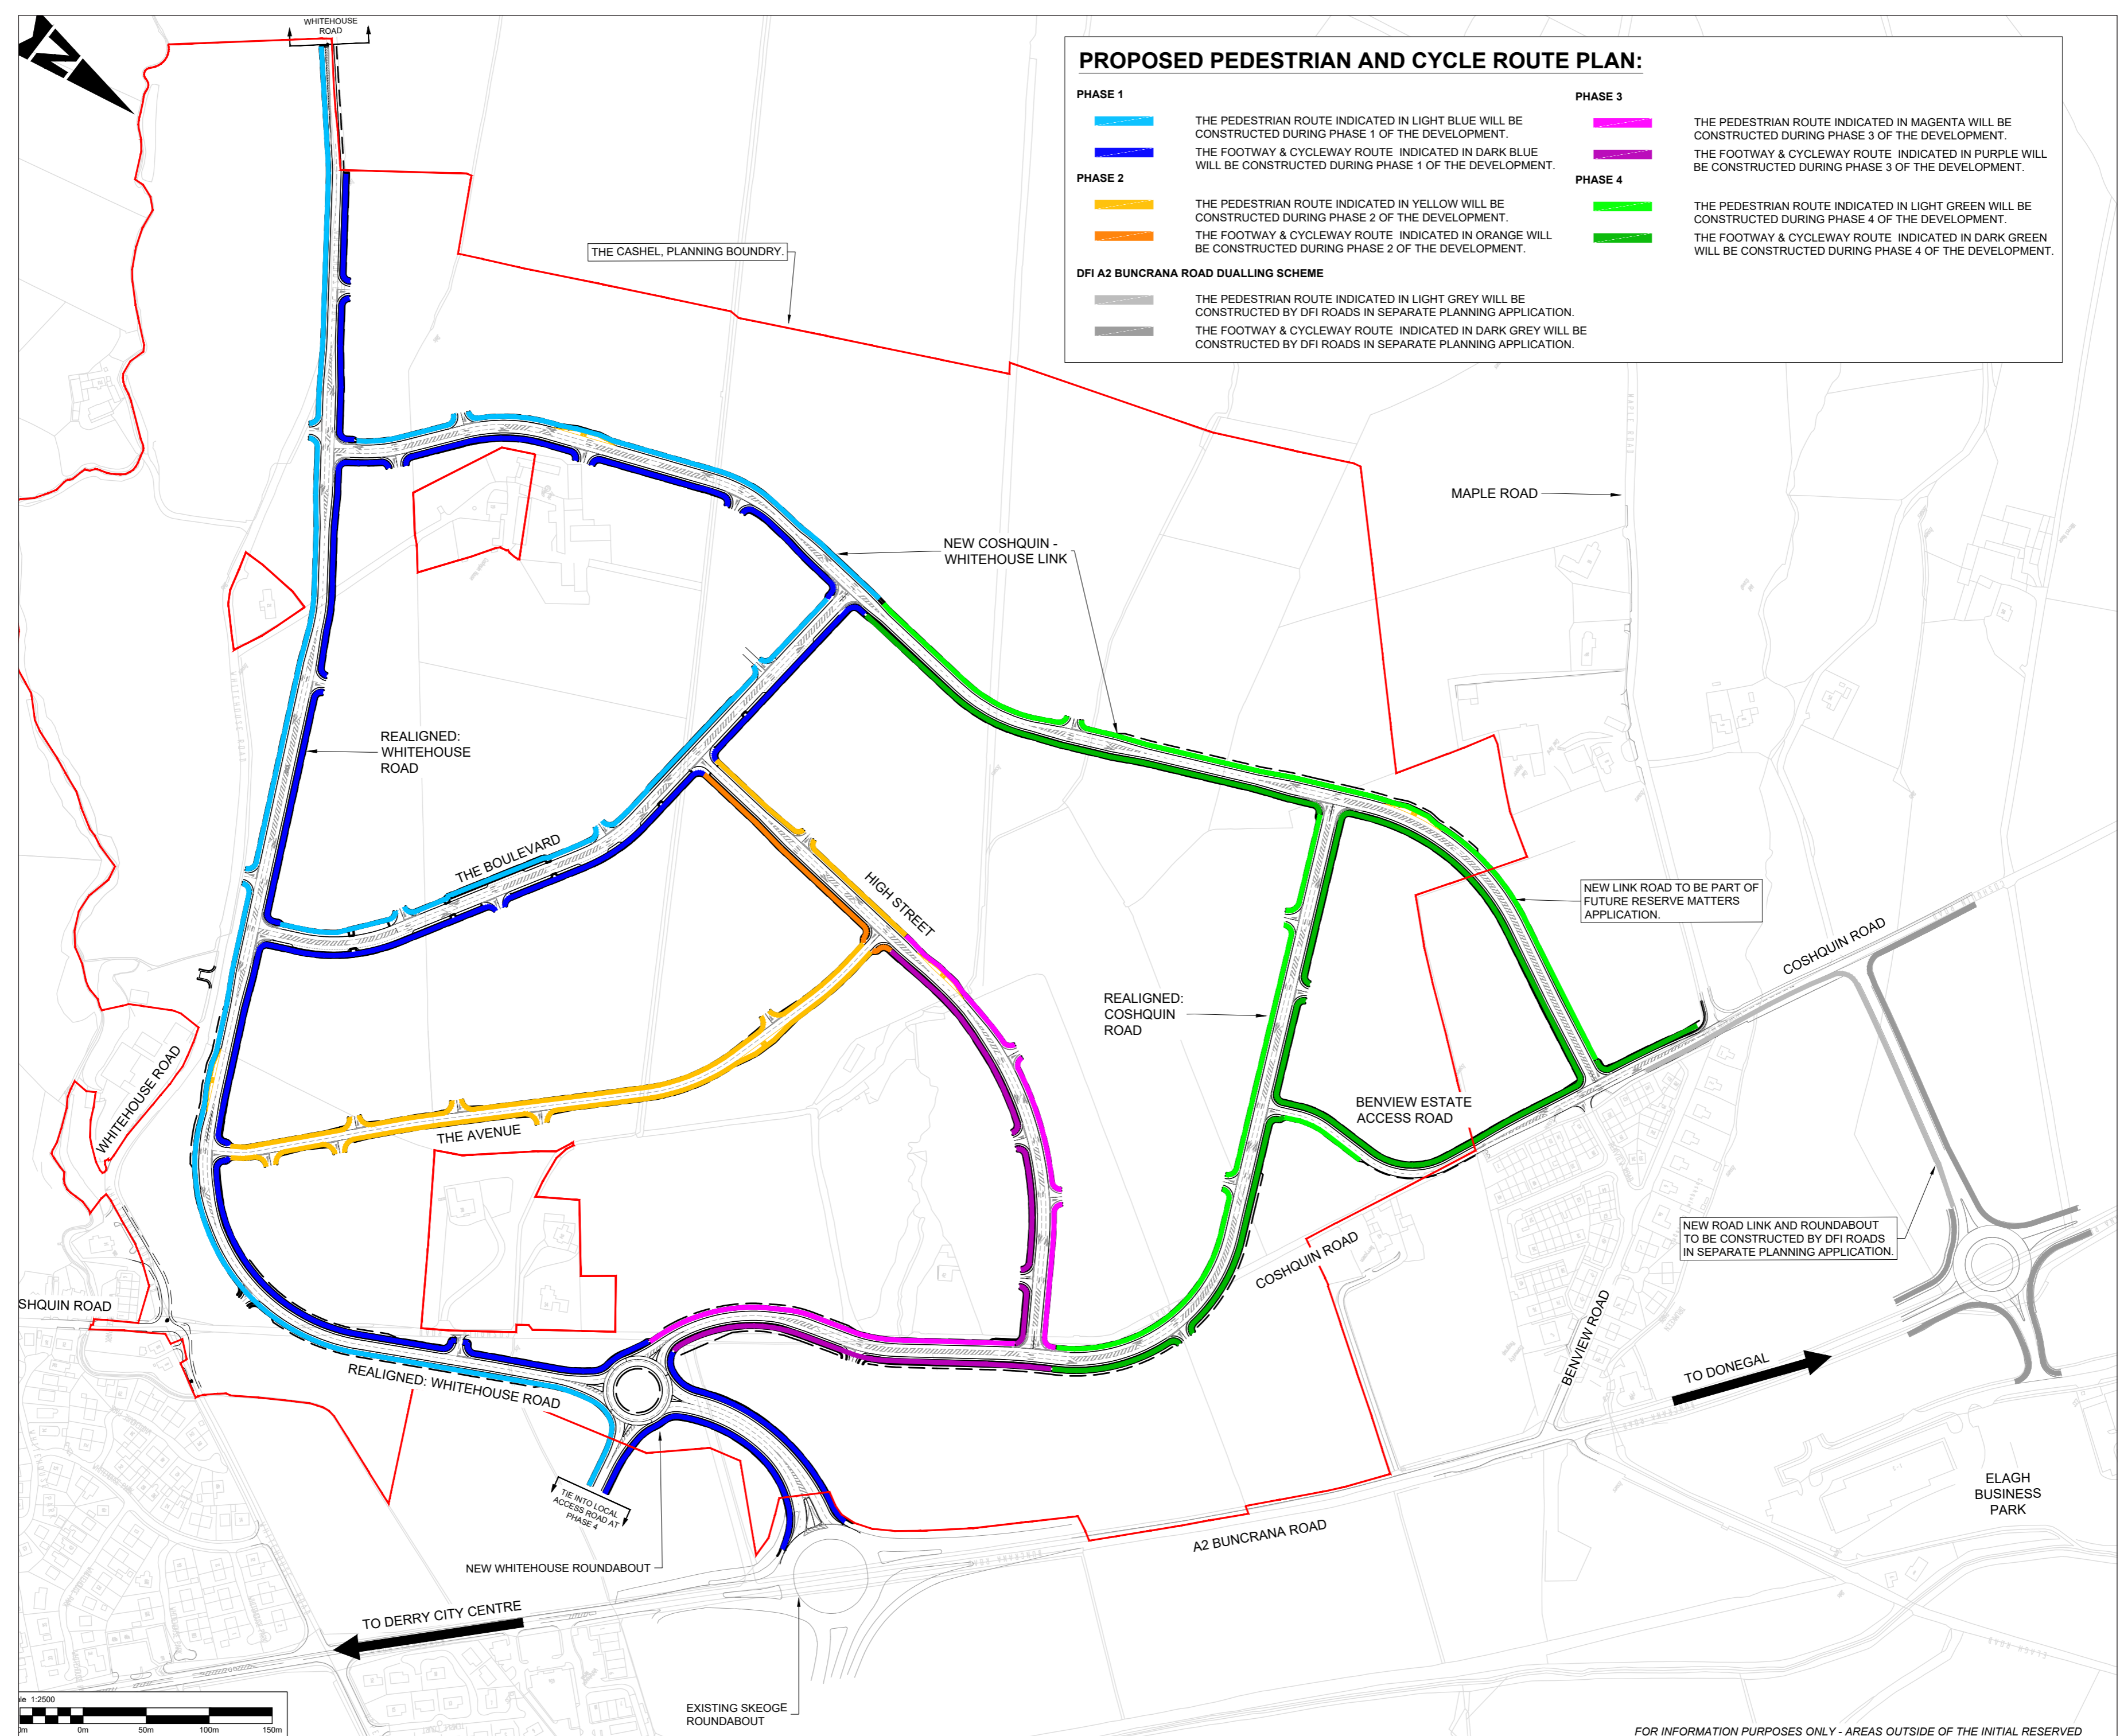 WHITEHOUSE
ROAD
N
PROPOSED PEDESTRIAN AND CYCLE ROUTE PLAN:
PHASE 1
THE PEDESTRIAN ROUTE INDICATED IN LIGHT BLUE WILL BE
CONSTRUCTED DURING PHASE 1 OF THE DEVELOPMENT.
THE FOOTWAY & CYCLEWAY ROUTE INDICATED IN DARK BLUE
WILL BE CONSTRUCTED DURING PHASE 1 OF THE DEVELOPMENT.
PHASE 2
THE PEDESTRIAN ROUTE INDICATED IN YELLOW WILL BE
CONSTRUCTED DURING PHASE 2 OF THE DEVELOPMENT.
THE FOOTWAY & CYCLEWAY ROUTE INDICATED IN ORANGE WILL
BE CONSTRUCTED DURING PHASE 2 OF THE DEVELOPMENT.
DFI A2 BUNCRANA ROAD DUALLING SCHEME
THE PEDESTRIAN ROUTE INDICATED IN LIGHT GREY WILL BE
CONSTRUCTED BY DFI ROADS IN SEPARATE PLANNING APPLICATION.
THE FOOTWAY & CYCLEWAY ROUTE INDICATED IN DARK GREY WILL BE
CONSTRUCTED BY DFI ROADS IN SEPARATE PLANNING APPLICATION.
PHASE 3
THE PEDESTRIAN ROUTE INDICATED IN MAGENTA WILL BE
CONSTRUCTED DURING PHASE 3 OF THE DEVELOPMENT.
THE FOOTWAY & CYCLEWAY ROUTE INDICATED IN PURPLE WILL
BE CONSTRUCTED DURING PHASE 3 OF THE DEVELOPMENT.
PHASE 4
THE PEDESTRIAN ROUTE INDICATED IN LIGHT GREEN WILL BE
CONSTRUCTED DURING PHASE 4 OF THE DEVELOPMENT.
THE FOOTWAY & CYCLEWAY ROUTE INDICATED IN DARK GREEN
WILL BE CONSTRUCTED DURING PHASE 4 OF THE DEVELOPMENT.
THE CASHEL, PLANNING BOUNDRY.
MAPLE ROAD
MAPLE ROAD
NEW COSHQUIN -
WHITEHOUSE LINK
WHITEHOUSE ROAD
REALIGNED:
WHITEHOUSE
ROAD
THE BOULEVARD
HIGH STREET
NEW LINK ROAD TO BE PART OF
FUTURE RESERVE MATTERS
APPLICATION.
COSHQUIN ROAD
REALIGNED:
COSHQUIN
ROAD
WHITEHOUSE ROAD
THE AVENUE
BENVIEW ESTATE
ACCESS ROAD
NEW ROAD LINK AND ROUNDABOUT
TO BE CONSTRUCTED BY DFI ROADS
IN SEPARATE PLANNING APPLICATION.
COSHQUIN ROAD
SHQUIN ROAD
BENVIEW ROAD
TO DONEGAL
REALIGNED: WHITEHOUSE ROAD
BUNCRANA ROAD
TIE INTO LOCAL
ACCESS ROAD AT
PHASE 4
ELAGH
BUSINESS
PARK
A2 BUNCRANA ROAD
BUNCRANA ROAD
NEW WHITEHOUSE ROUNDABOUT
TO DERRY CITY CENTRE
ELAGH ROAD
EXISTING SKEOGE
ROUNDABOUT
ale 1:2500
0m
0m
50m
100m
150m
FOR INFORMATION PURPOSES ONLY - AREAS OUTSIDE OF THE INITIAL RESERVED